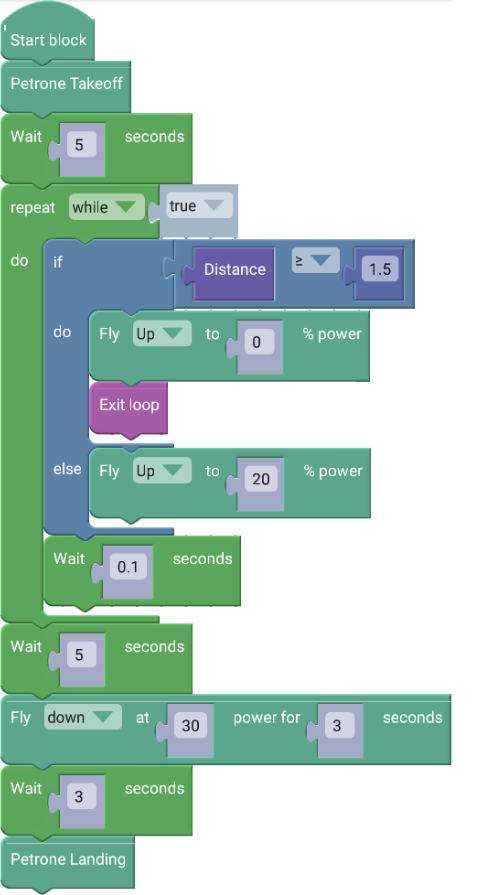 Start block
Petrone Takeoff
Wait 5 seconds
repeat while true
do if Distance ≥ 1.5
do Fly Up to 0 % power
Exit loop
else Fly Up to 20 % power
Wait 0.1 seconds
Wait 5 seconds
Fly down at 30 power for 3 seconds
Wait 3 seconds
Petrone Landing